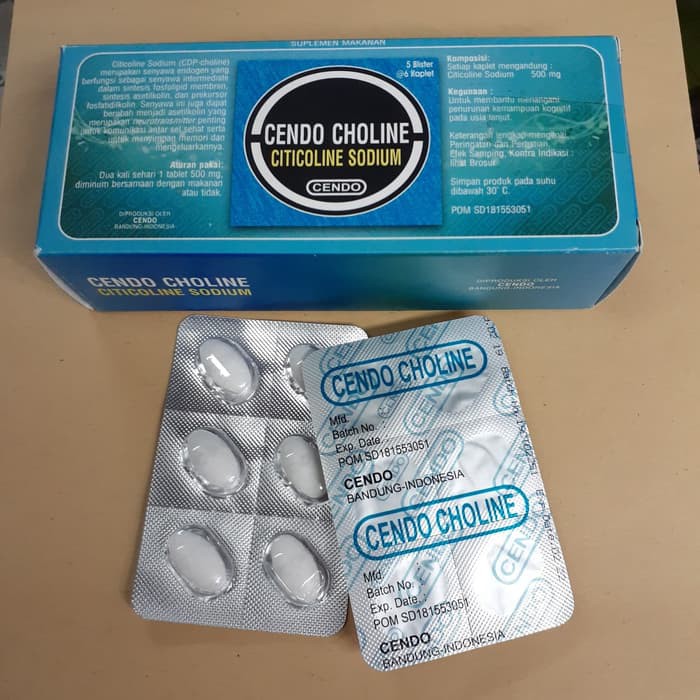 SUPLEMEN MAKANAN
Citicoline Sodium (CDP-choline)
merupakan senyawa endogen yang
berfungsi sebagai senyawa intermediate
dalam sintesis fosfolipid membran,
sintesis asetilkolin, dan prekursor
fosfatidilkolin. Senyawa ini juga dapat
berubah menjadi asetilkolin yang
merupakan neurotransmiter penting
untuk komunikasi antar sel sehat serta
untuk menyimpan memori dan
mengeluarkannya.
Aturan pakai:
Dua kali sehari 1 tablet 500 mg,
diminum bersamaan dengan makanan
atau tidak.
DIPRODUKSI OLEH
CENDO
BANDUNG-INDONESIA
5 Blister
@6 Kaplet
CENDO CHOLINE
CITICOLINE SODIUM
CENDO
Komposisi:
Setiap kaplet mengandung :
Citicoline Sodium 500 mg
Kegunaan :
Untuk membantu menangani
penurunan kemampuan kognitif
pada usia lanjut.
Keterangan lengkap mengenai
Peringatan dan Perhatian,
Efek Samping, Kontra Indikasi :
lihat Brosur
Simpan produk pada suhu
dibawah 30°C.
POM SD181553051
CENDO CHOLINE
CITICOLINE SODIUM
DIPRODUKSI OLEH
CENDO
BANDUNG-INDONESIA
CENDO CHOLINE
Mfd.
Batch No. :
Exp. Date. :
POM SD181553051
CENDO
BANDUNG-INDONESIA
CENDO CHOLINE
Mfd. :
Batch No. :
Exp. Date. :
POM SD181553051
CENDO
BANDUNG-INDONESIA